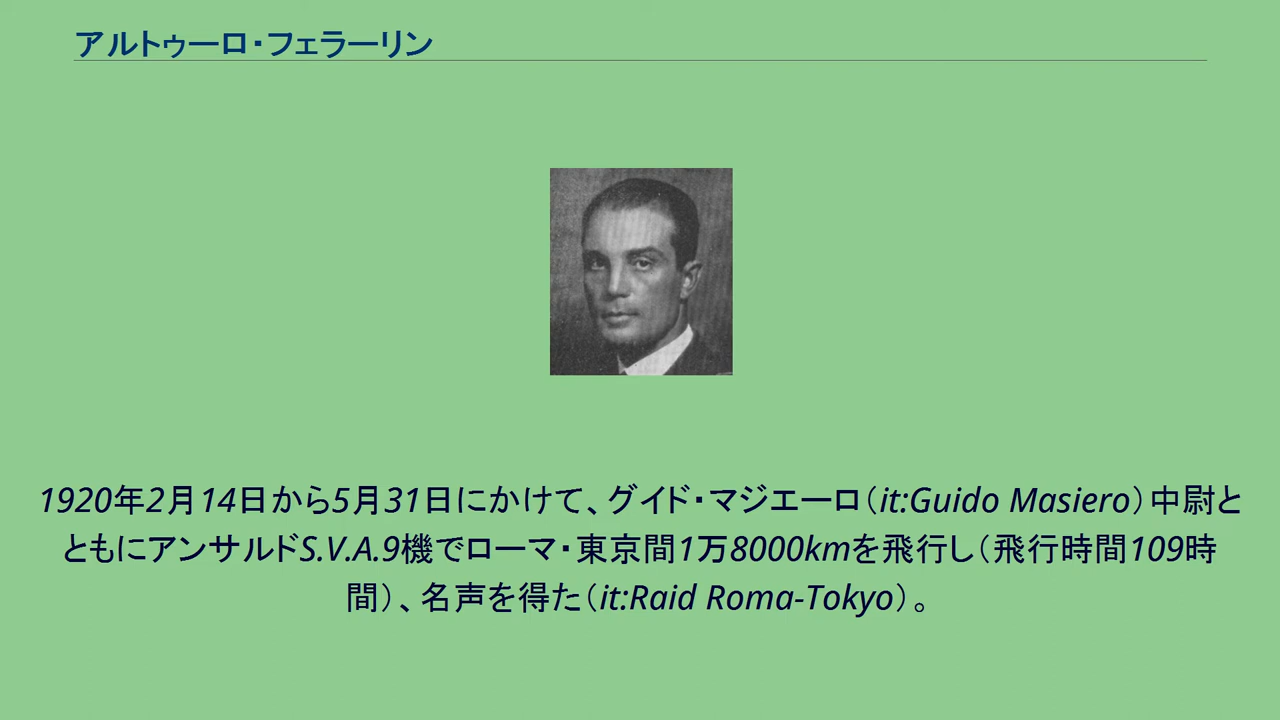 アルトゥーロ・フェラーリン
1920年2月14日から5月31日にかけて、グイド・マジエーロ（it:Guido Masiero）中尉と
ともにアンサルドS.V.A.9機でローマ・東京間1万8000kmを飛行し（飛行時間109時
間）、名声を得た（it:Raid Roma-Tokyo）。